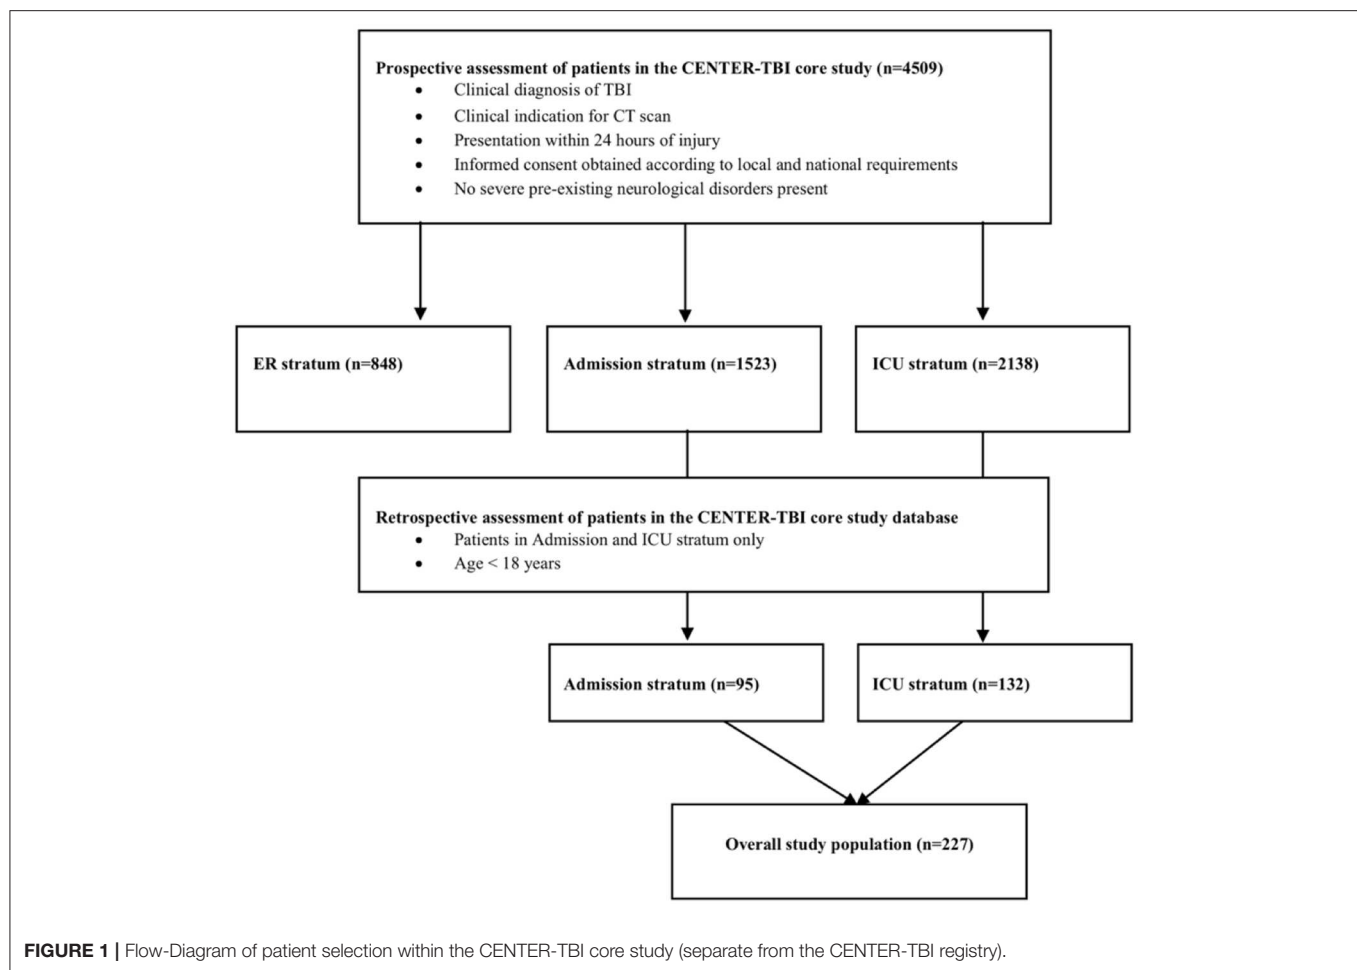 Prospective assessment of patients in the CENTER-TBI core study (n=4509)
• Clinical diagnosis of TBI
• Clinical indication for CT scan
• Presentation within 24 hours of injury
• Informed consent obtained according to local and national requirements
• No severe pre-existing neurological disorders present
ER stratum (n=848)
Admission stratum (n=1523)
ICU stratum (n=2138)
Retrospective assessment of patients in the CENTER-TBI core study database
• Patients in Admission and ICU stratum only
• Age < 18 years
Admission stratum (n=95)
ICU stratum (n=132)
Overall study population (n=227)
FIGURE 1 | Flow-Diagram of patient selection within the CENTER-TBI core study (separate from the CENTER-TBI registry).